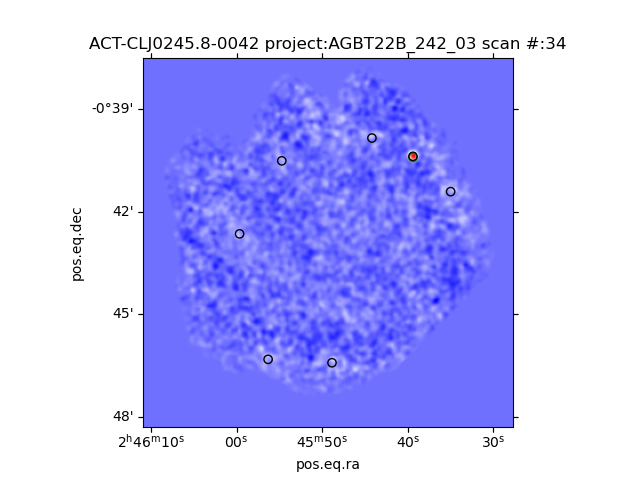 ACT-CLJ0245.8-0042 project:AGBT22B_242_03 scan #:34
-0°39'
42'
45'
48'
pos.eq.dec
2ʰ46ᵐ10ˢ 00ˢ 45ᵐ50ˢ 40ˢ 30ˢ
pos.eq.ra